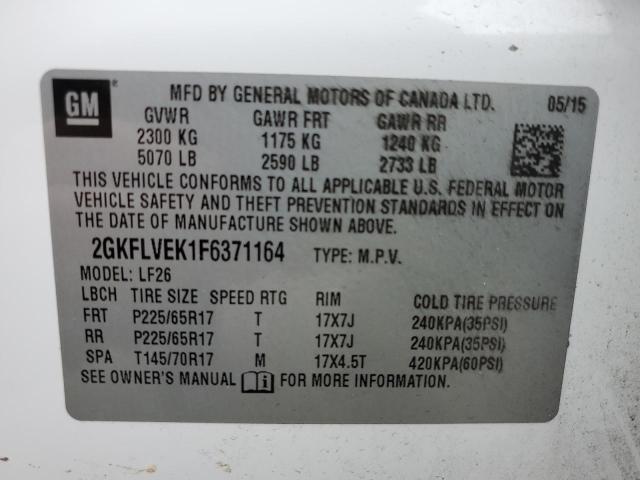 GM
MFD BY GENERAL MOTORS OF CANADA LTD. 05/15
GVWR GAWR FRT GAWR RR
2300 KG 1175 KG 1240 KG
5070 LB 2590 LB 2733 LB
THIS VEHICLE CONFORMS TO ALL APPLICABLE U.S. FEDERAL MOTOR
VEHICLE SAFETY AND THEFT PREVENTION STANDARDS IN EFFECT ON
THE DATE OF MANUFACTURE SHOWN ABOVE.
2GKFLVEK1F6371164 TYPE: M.P.V.
MODEL: LF26
LBCH TIRE SIZE SPEED RTG RIM COLD TIRE PRESSURE
FRT P225/65R17 T 17X7J 240KPA(35PSI)
RR P225/65R17 T 17X7J 240KPA(35PSI)
SPA T145/70R17 M 17X4.5T 420KPA(60PSI)
SEE OWNER'S MANUAL i FOR MORE INFORMATION.